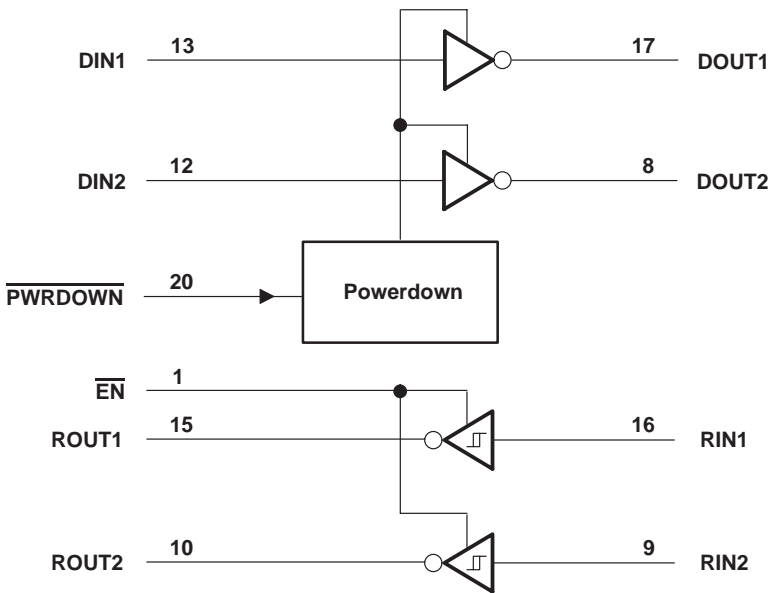 DIN1 13 17 DOUT1
DIN2 12 8 DOUT2
PWRDOWN 20 Powerdown
EN 1
ROUT1 15 16 RIN1
ROUT2 10 9 RIN2